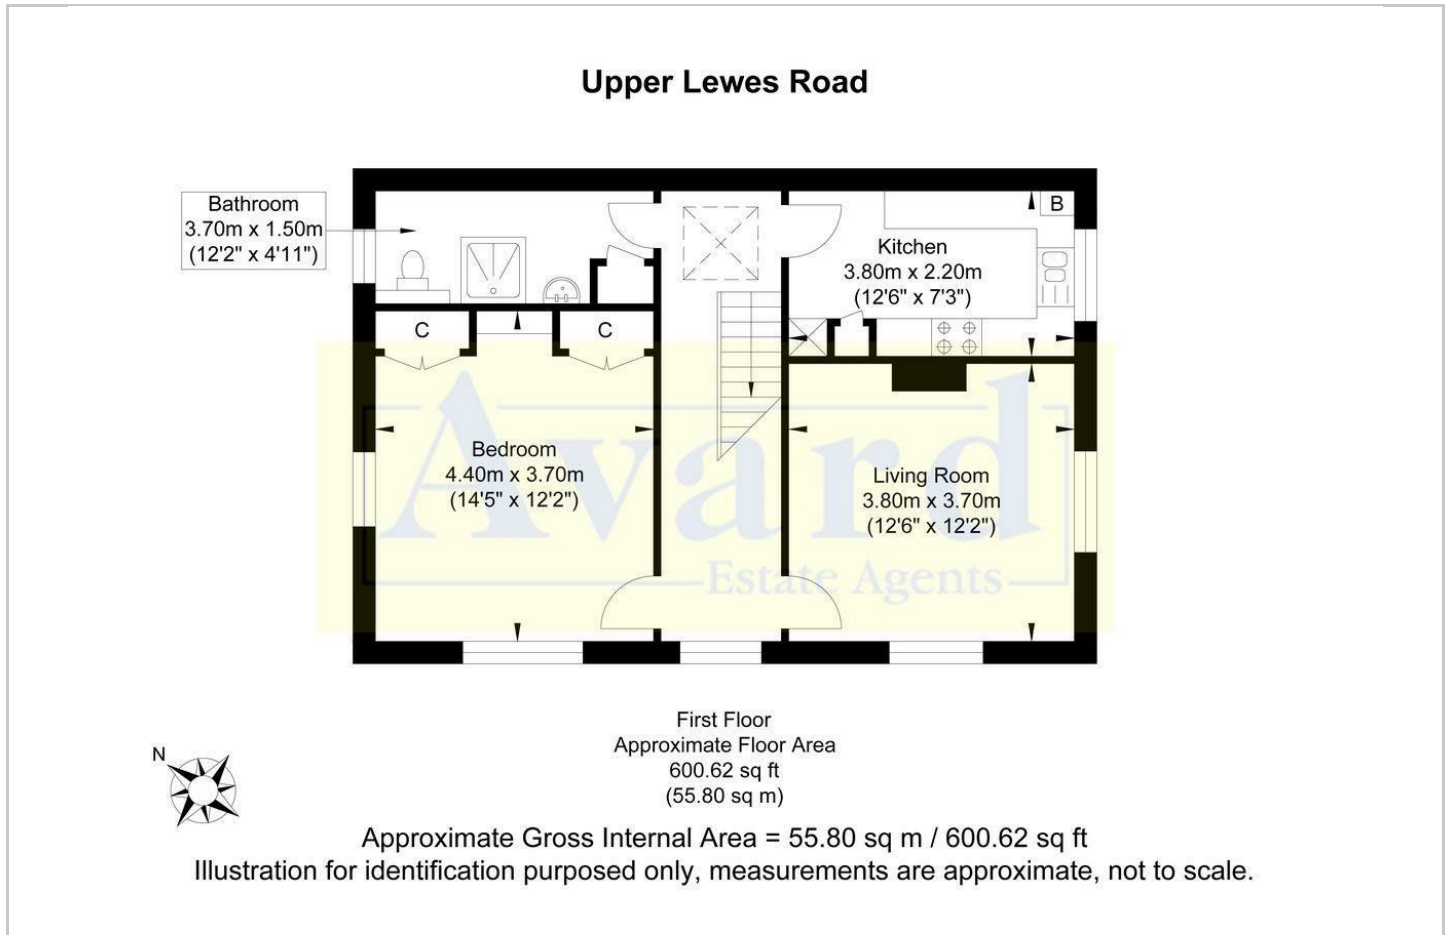 Upper Lewes Road
Bathroom
3.70m x 1.50m
(12'2" x 4'11")
B
Kitchen
3.80m x 2.20m
(12'6" x 7'3")
C
C
Bedroom
4.40m x 3.70m
(14'5" x 12'2")
Living Room
3.80m x 3.70m
(12'6" x 12'2")
Avard
Estate Agents
N
First Floor
Approximate Floor Area
600.62 sq ft
(55.80 sq m)
Approximate Gross Internal Area = 55.80 sq m / 600.62 sq ft
Illustration for identification purposed only, measurements are approximate, not to scale.